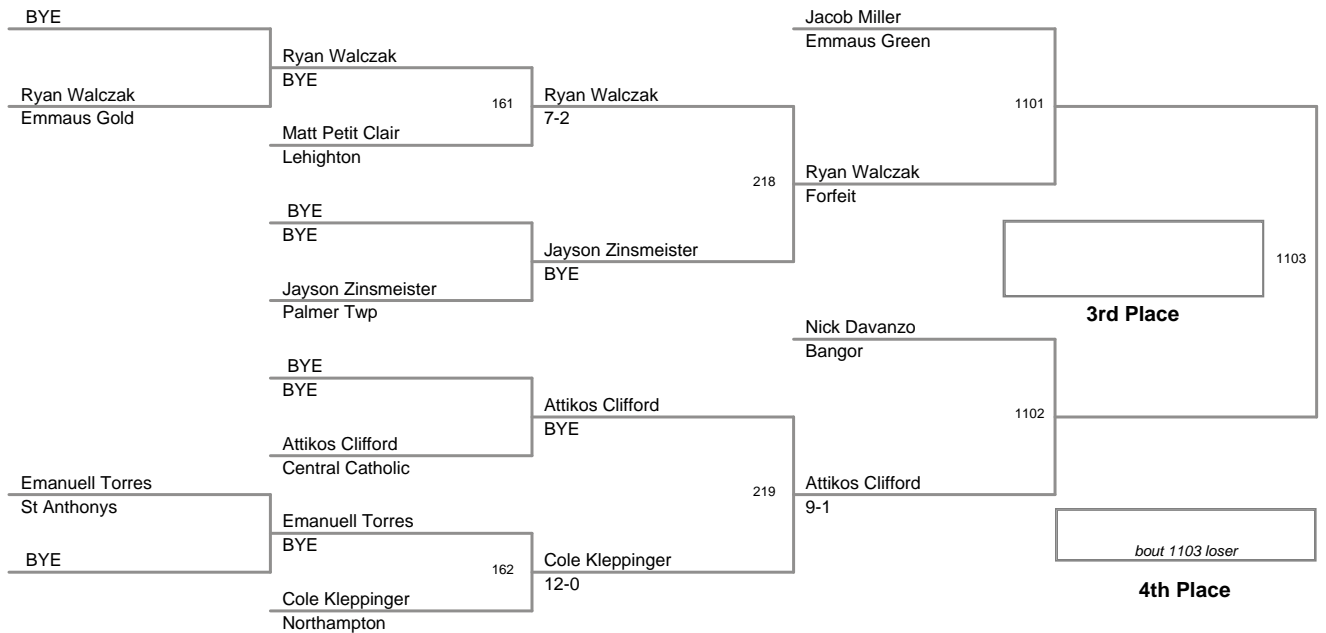 BYE
Ryan Walczak
Emmaus Gold
Ryan Walczak
BYE
161
Matt Petit Clair
Lehighton
Ryan Walczak
7-2
BYE
BYE
Jayson Zinsmeister
Palmer Twp
Jayson Zinsmeister
BYE
218
Jacob Miller
Emmaus Green
1101
Ryan Walczak
Forfeit
1103
3rd Place
BYE
BYE
Attikos Clifford
Central Catholic
Attikos Clifford
BYE
Emanuell Torres
St Anthonys
BYE
Emanuell Torres
BYE
162
Cole Kleppinger
Northampton
Cole Kleppinger
12-0
219
Nick Davanzo
Bangor
1102
Attikos Clifford
9-1
bout 1103 loser
4th Place